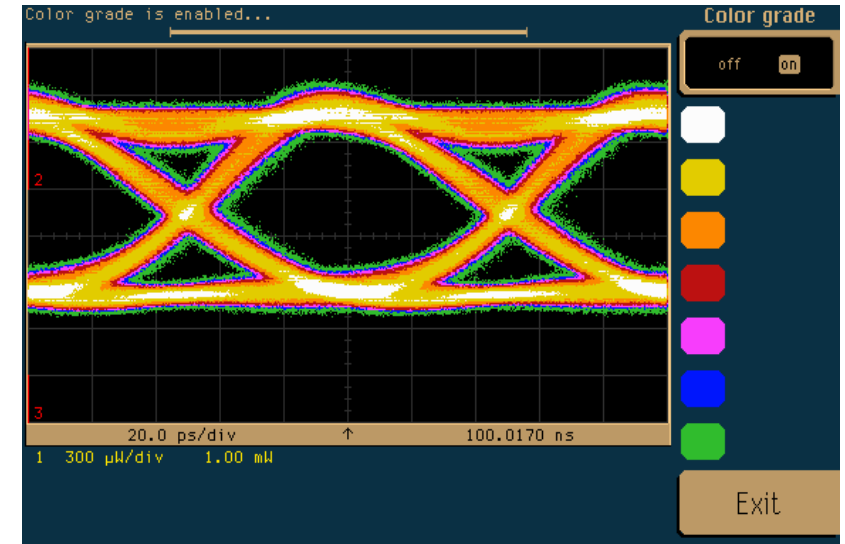 Color grade is enabled...
Color grade
off on
2
3
20.0 ps/div ↑ 100.0170 ns
1 300 µW/div 1.00 mW
Exit